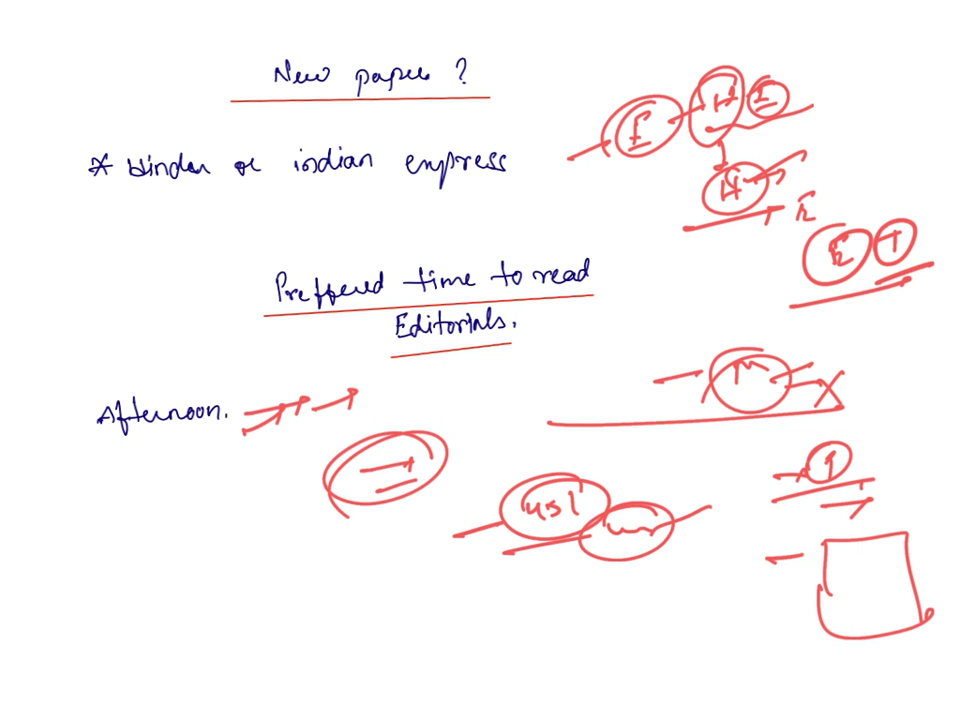 New paper ?
* Hindu or indian express
E H E
H
E T
Preffered time to read
Editorials.
M X
Afternoon.